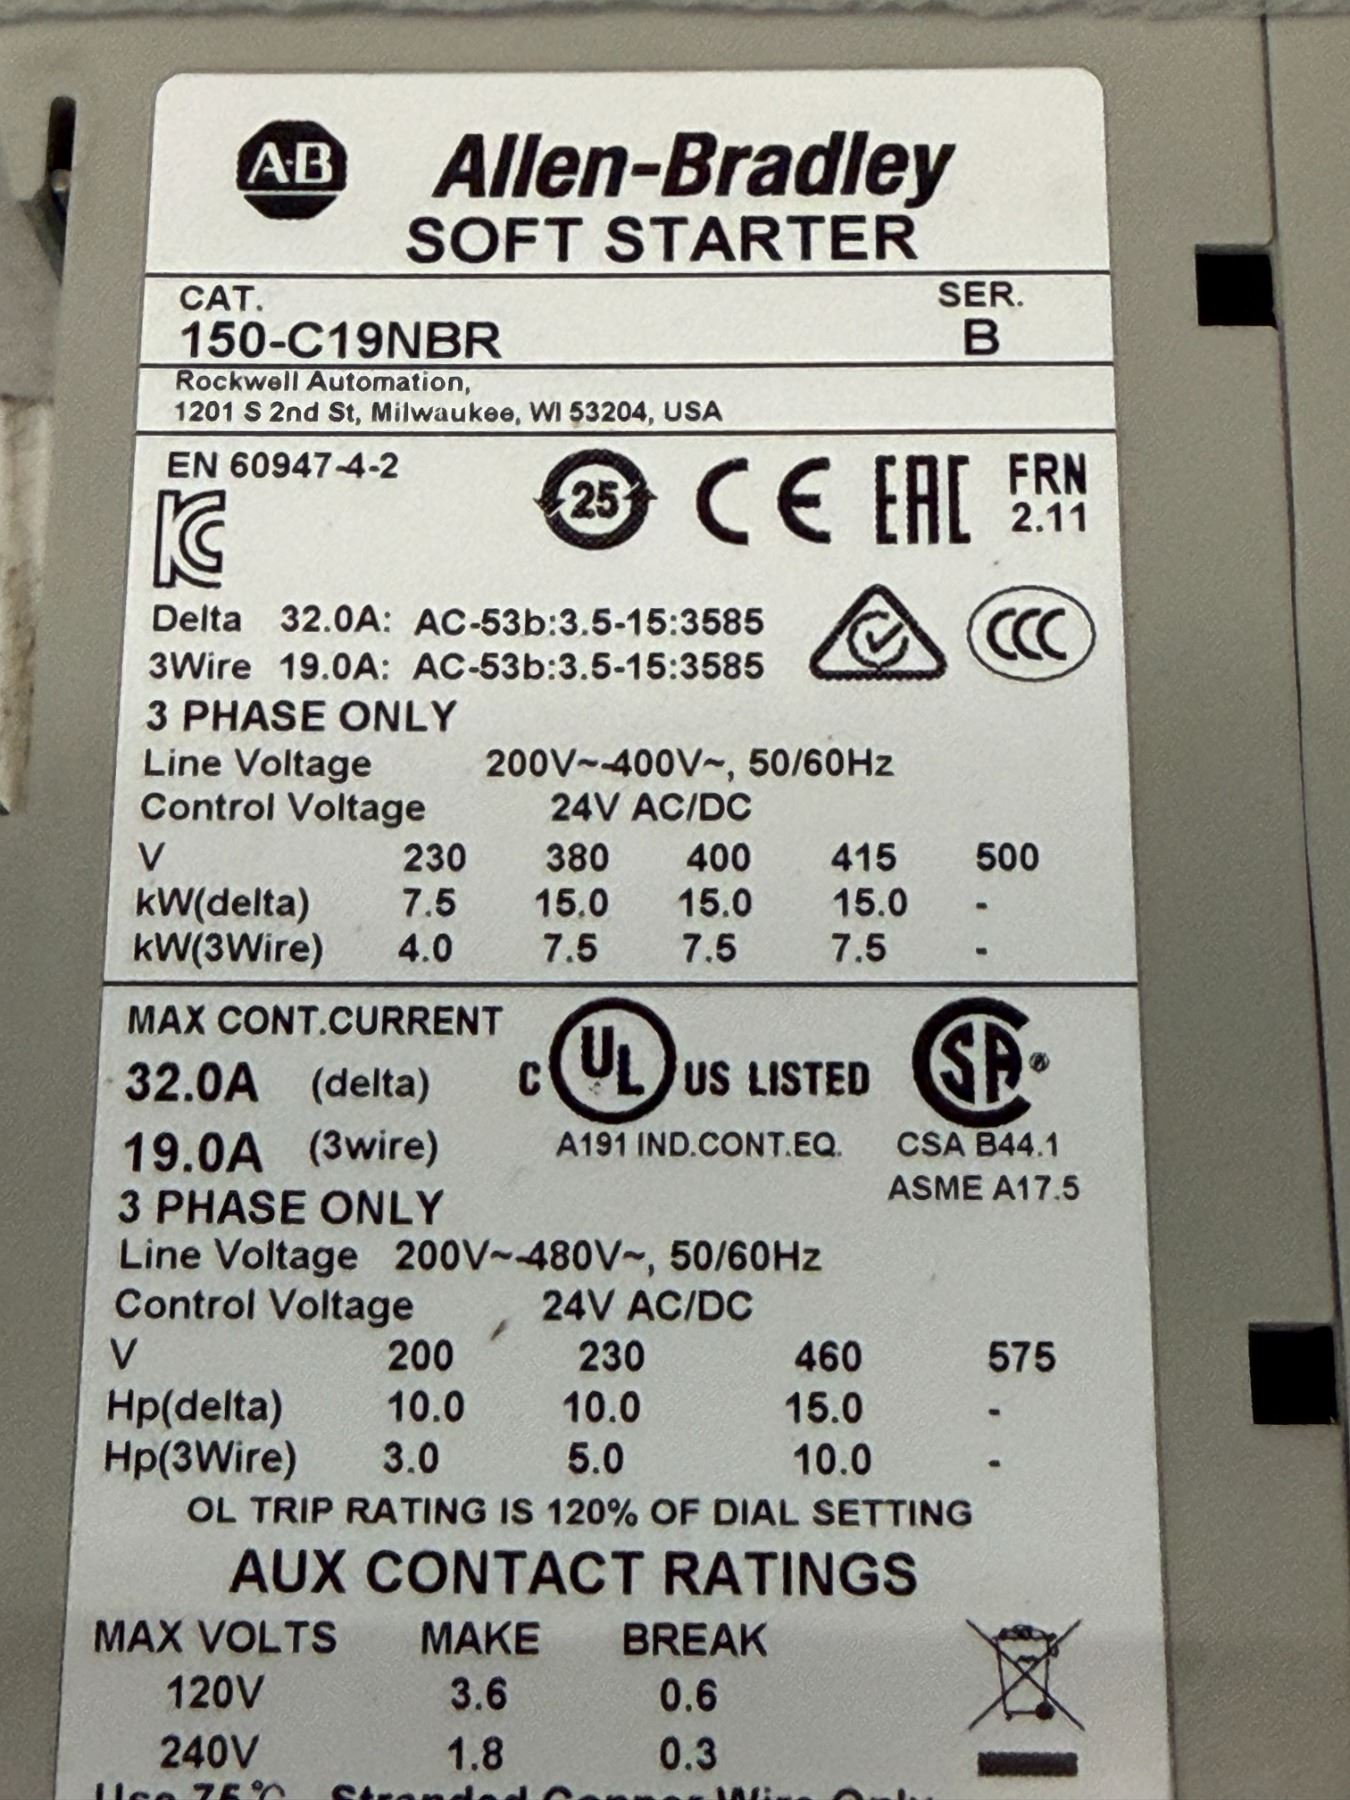 A-B Allen-Bradley
SOFT STARTER
CAT. SER.
150-C19NBR B
Rockwell Automation,
1201 S 2nd St, Milwaukee, WI 53204, USA
EN 60947-4-2 25 CE EAC FRN
2.11
KC
Delta 32.0A: AC-53b:3.5-15:3585
CCC
3Wire 19.0A: AC-53b:3.5-15:3585
3 PHASE ONLY
Line Voltage 200V~-400V~, 50/60Hz
Control Voltage 24V AC/DC
V 230 380 400 415 500
kW(delta) 7.5 15.0 15.0 15.0 -
kW(3Wire) 4.0 7.5 7.5 7.5 -
MAX CONT.CURRENT
32.0A (delta) C UL US LISTED SA®
19.0A (3wire) A191 IND.CONT.EQ. CSA B44.1
ASME A17.5
3 PHASE ONLY
Line Voltage 200V~-480V~, 50/60Hz
Control Voltage 24V AC/DC
V 200 230 460 575
Hp(delta) 10.0 10.0 15.0 -
Hp(3Wire) 3.0 5.0 10.0 -
OL TRIP RATING IS 120% OF DIAL SETTING
AUX CONTACT RATINGS
MAX VOLTS MAKE BREAK
120V 3.6 0.6
240V 1.8 0.3
Use 75°C Stranded Copper Wire Only